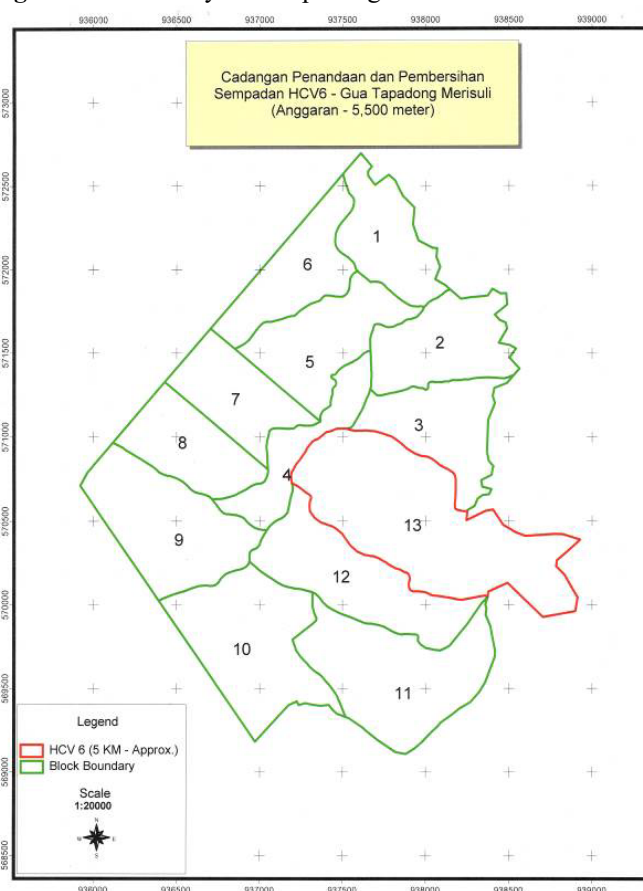 936000 936500 937000 937500 938000 938500 939000
Cadangan Penandaan dan Pembersihan
Sempadan HCV6 - Gua Tapadong Merisuli
(Anggaran - 5,500 meter)
573000
572500
572000
571500
571000
570500
570000
569500
569000
568500
1
6
2
5
7
3
8
4
13
9
12
10
11
Legend
HCV 6 (5 KM - Approx.)
Block Boundary
Scale
1:20000
N
W E
S
936000 936500 937000 937500 938000 938500 939000